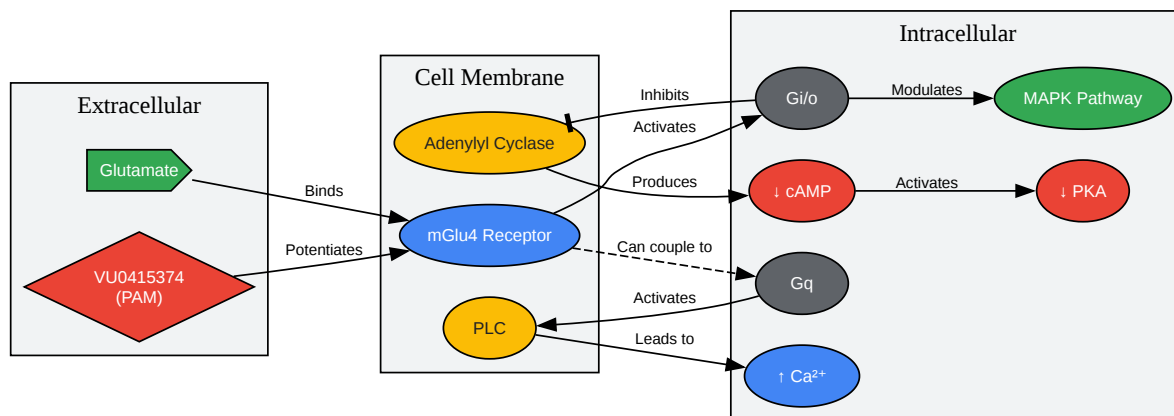 Extracellular
Glutamate
VU0415374
(PAM)
Binds
Potentiates
Cell Membrane
Adenylyl Cyclase
mGlu4 Receptor
PLC
Inhibits
Activates
Produces
Can couple to
Activates
Leads to
Intracellular
Gi/o
Modulates
MAPK Pathway
↓ cAMP
Activates
↓ PKA
Gq
↑ Ca²⁺